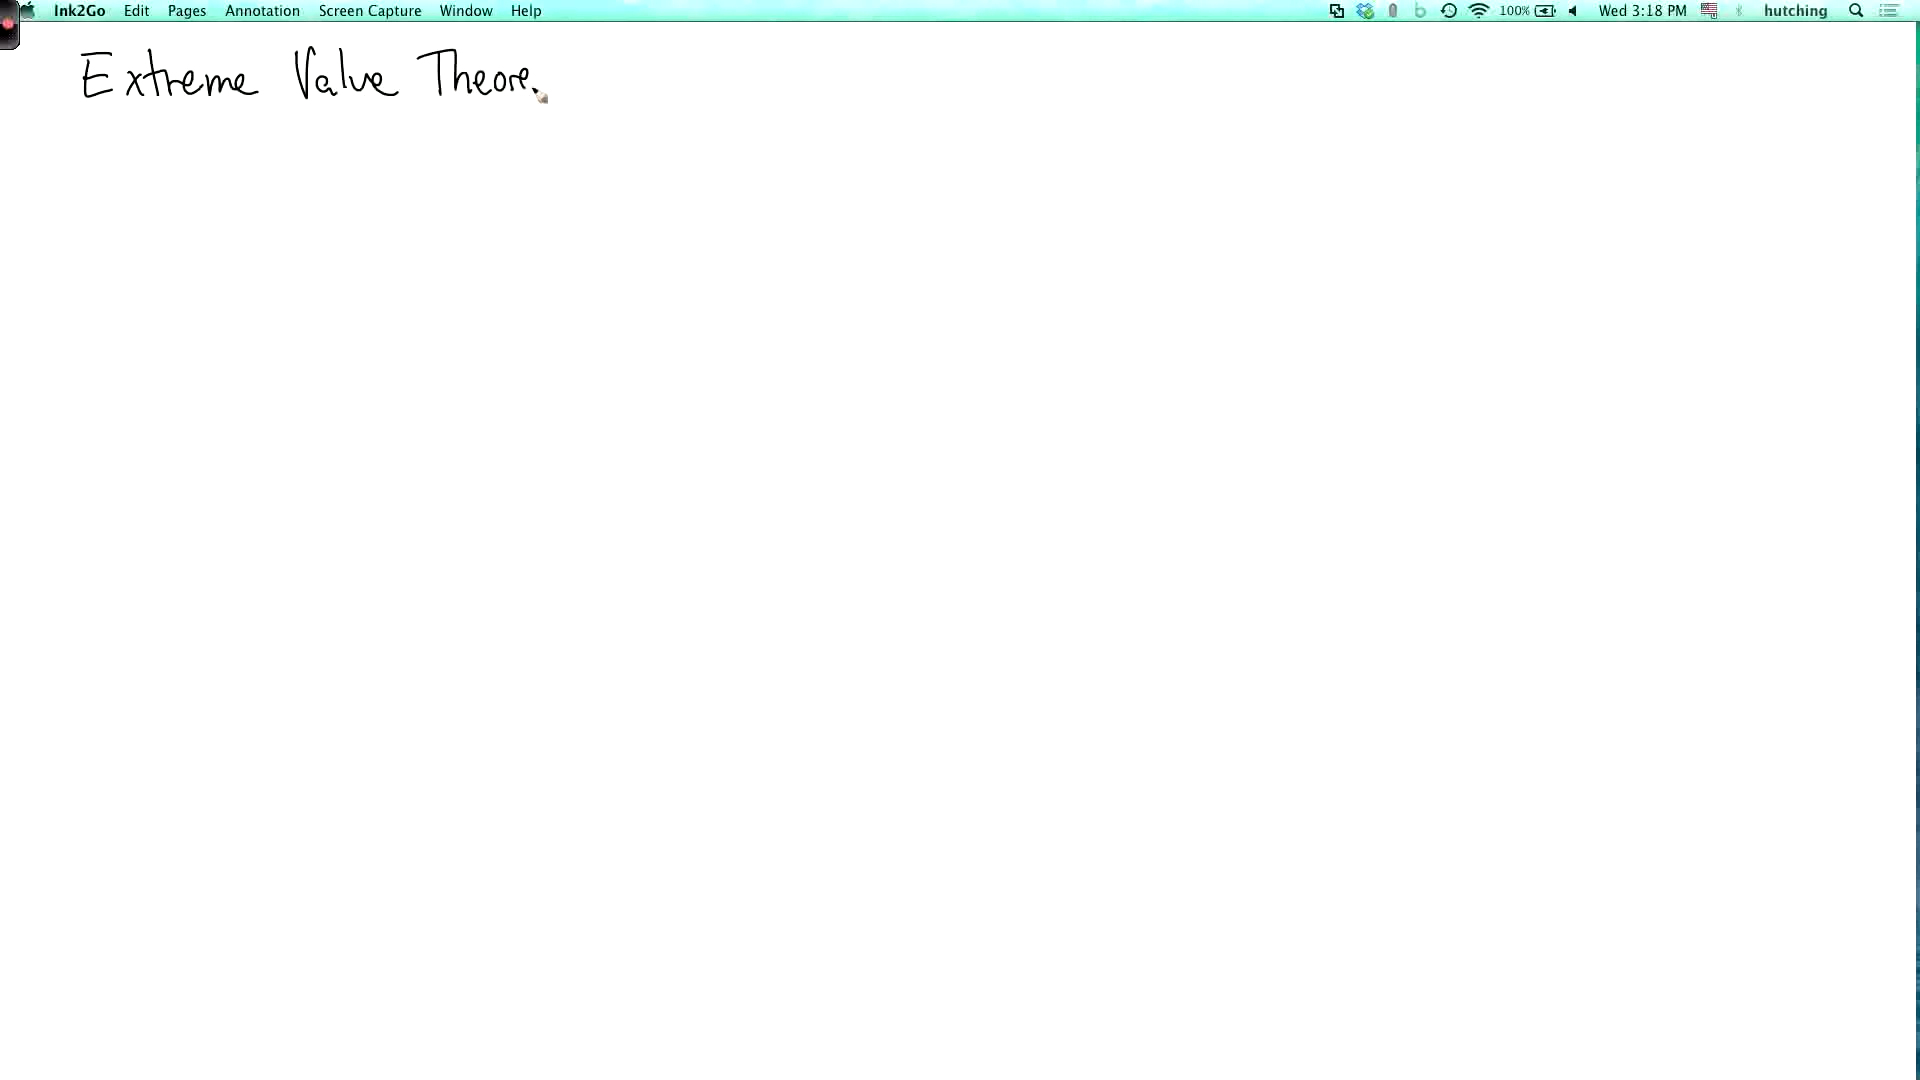 Ink2Go Edit Pages Annotation Screen Capture Window Help 100% Wed 3:18 PM hutching
Extreme Value Theore